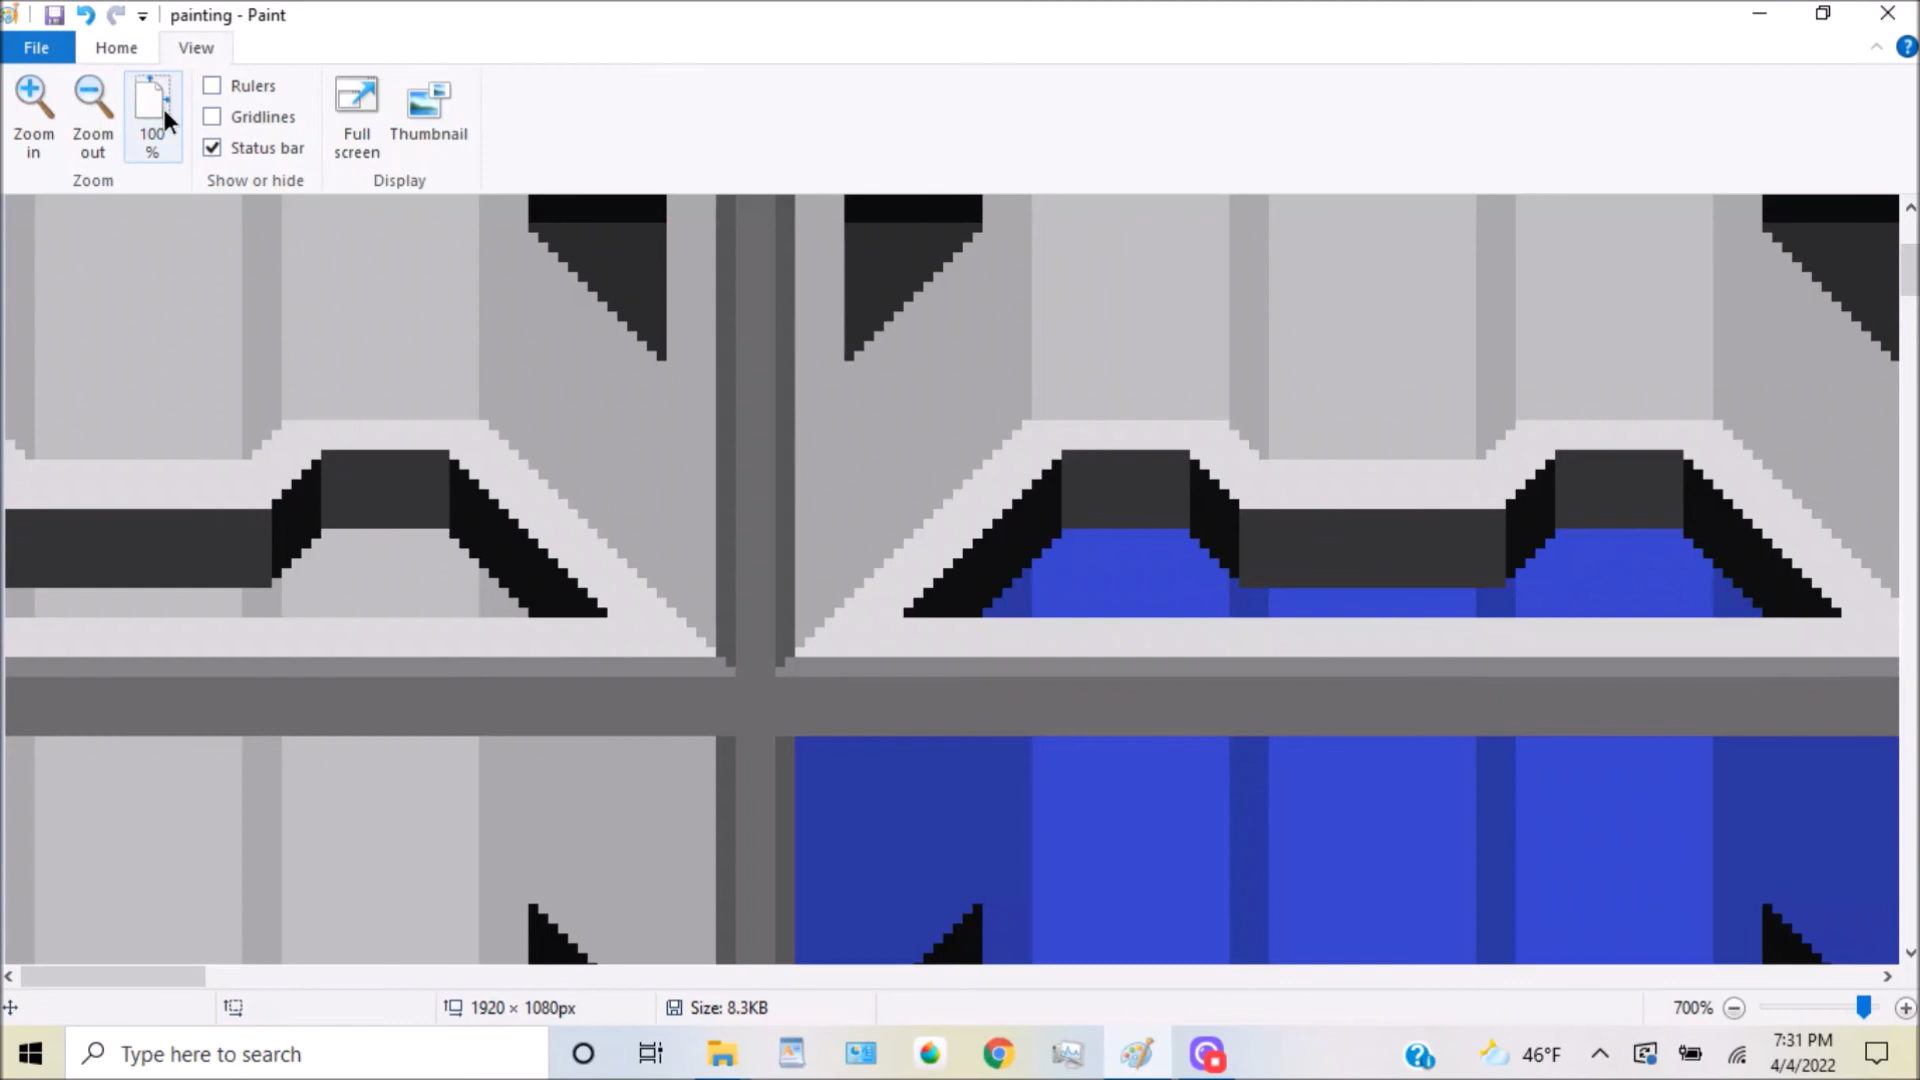 painting - Paint
File Home View
Zoom in
Zoom out
100 %
Rulers
Gridlines
Status bar
Full screen
Thumbnail
Zoom
Show or hide
Display
1920 × 1080px
Size: 8.3KB
700%
Type here to search
46°F
7:31 PM
4/4/2022